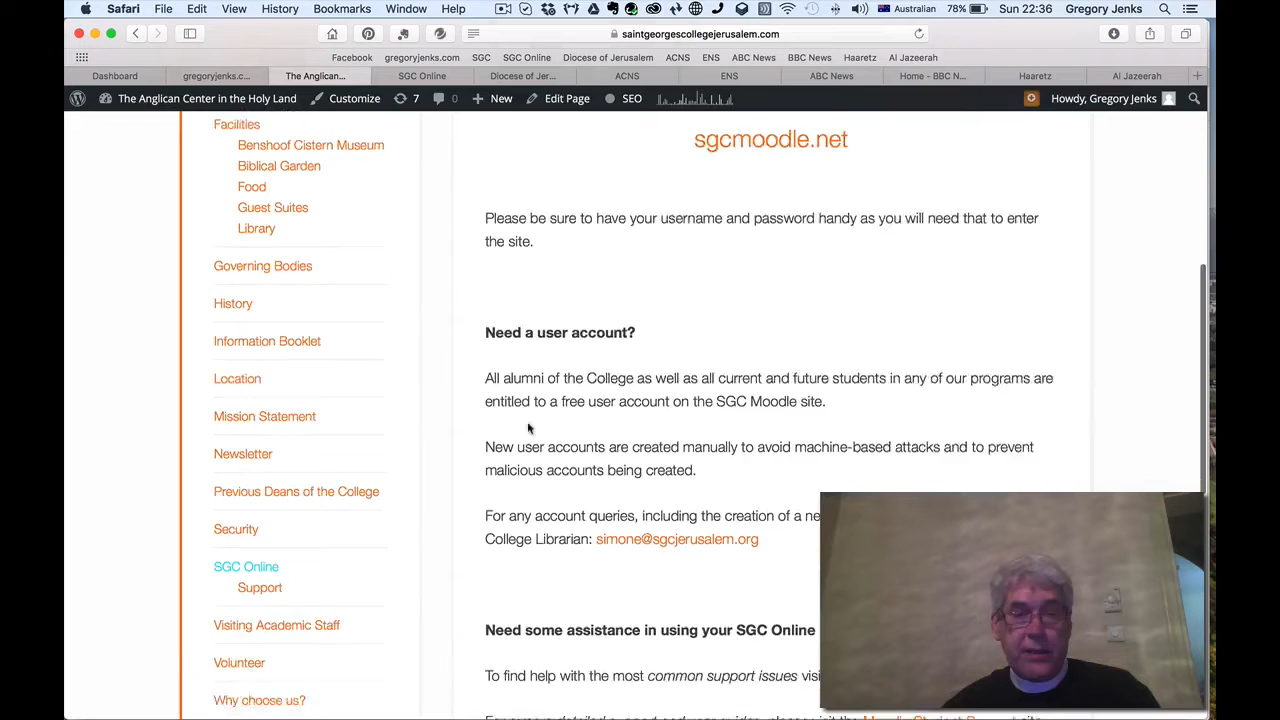 Safari File Edit View History Bookmarks Window Help Australian 78% Sun 22:36 Gregory Jenks
saintgeorgescollegejerusalem.com
Facebook gregoryjenks.com SGC SGC Online Diocese of Jerusalem ACNS ENS ABC News BBC News Haaretz Al Jazeerah
Dashboard gregoryjenks.c... The Anglican... SGC Online Diocese of Jer... ACNS ENS ABC News Home - BBC N... Haaretz Al Jazeerah
The Anglican Center in the Holy Land Customize 7 0 New Edit Page SEO Howdy, Gregory Jenks
Facilities
Benshoof Cistern Museum
Biblical Garden
Food
Guest Suites
Library
Governing Bodies
History
Information Booklet
Location
Mission Statement
Newsletter
Previous Deans of the College
Security
SGC Online
Support
Visiting Academic Staff
Volunteer
Why choose us?
sgcmoodle.net
Please be sure to have your username and password handy as you will need that to enter
the site.
Need a user account?
All alumni of the College as well as all current and future students in any of our programs are
entitled to a free user account on the SGC Moodle site.
New user accounts are created manually to avoid machine-based attacks and to prevent
malicious accounts being created.
For any account queries, including the creation of a ne
College Librarian: simone@sgcjerusalem.org
Need some assistance in using your SGC Online
To find help with the most common support issues visi